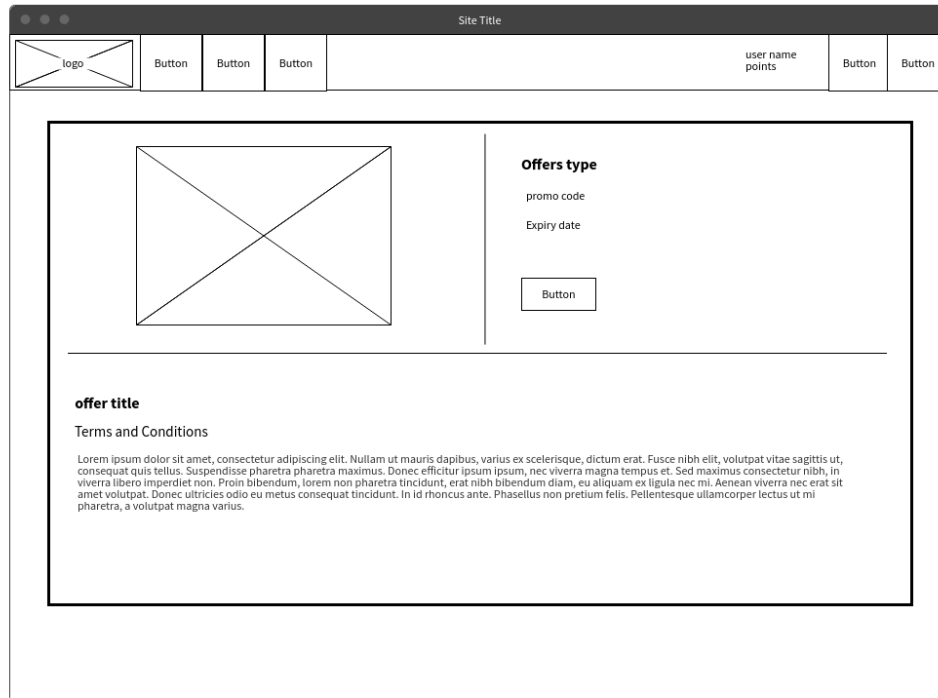 Site Title
logo
Button
Button
Button
user name
points
Button
Button
Offers type
promo code
Expiry date
Button
offer title
Terms and Conditions
Lorem ipsum dolor sit amet, consectetur adipiscing elit. Nullam ut mauris dapibus, varius ex scelerisque, dictum erat. Fusce nibh elit, volutpat vitae sagittis ut,
consequat quis tellus. Suspendisse pharetra pharetra maximus. Donec efficitur ipsum ipsum, nec viverra magna tempus et. Sed maximus consectetur nibh, in
viverra libero imperdiet non. Proin bibendum, lorem non pharetra tincidunt, erat nibh bibendum diam, eu aliquam ex ligula nec mi. Aenean viverra nec erat sit
amet volutpat. Donec ultricies odio eu metus consequat tincidunt. In id rhoncus ante. Phasellus non pretium felis. Pellentesque ullamcorper lectus ut mi
pharetra, a volutpat magna varius.